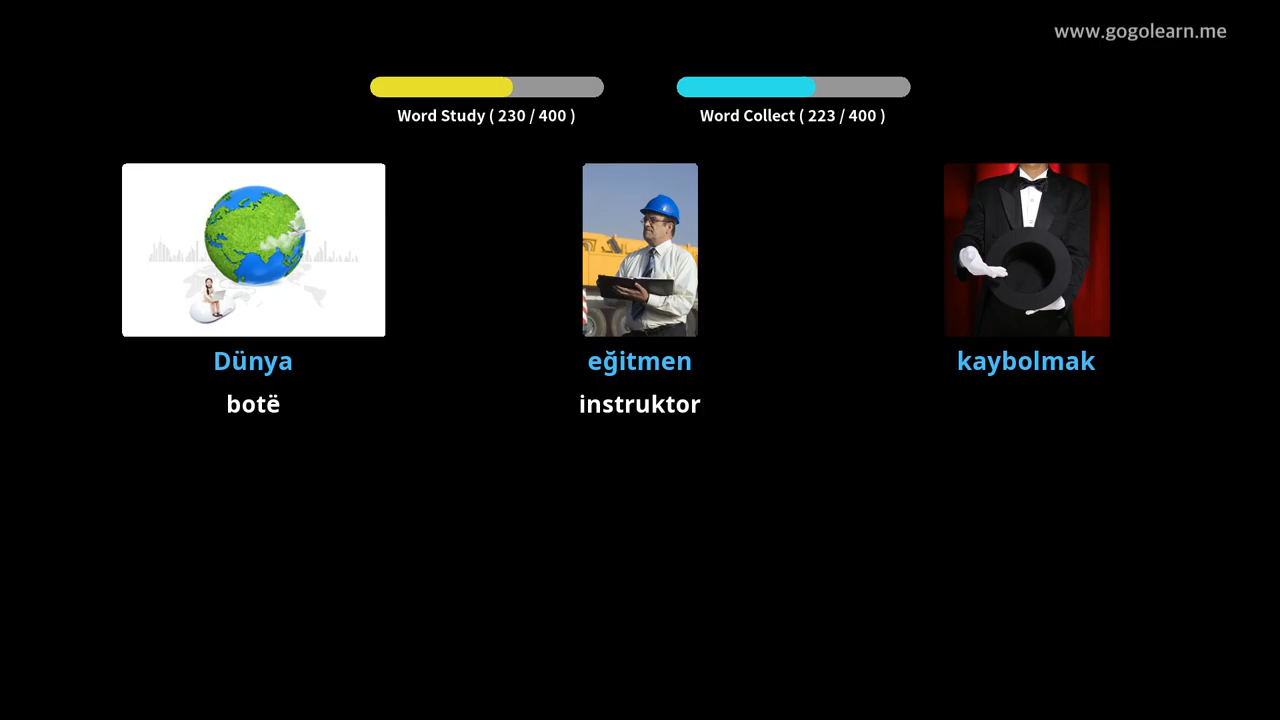 www.gogolearn.me
Word Study ( 230 / 400 )
Word Collect ( 223 / 400 )
Dünya
botë
eğitmen
instruktor
kaybolmak